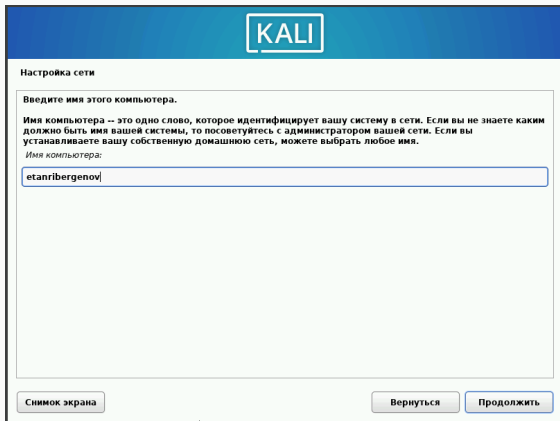 KALI
Настройка сети
Введите имя этого компьютера.
Имя компьютера -- это одно слово, которое идентифицирует вашу систему в сети. Если вы не знаете каким
должно быть имя вашей системы, то посоветуйтесь с администратором вашей сети. Если вы
устанавливаете вашу собственную домашнюю сеть, можете выбрать любое имя.
Имя компьютера:
etanribergenov
Снимок экрана
Вернуться
Продолжить